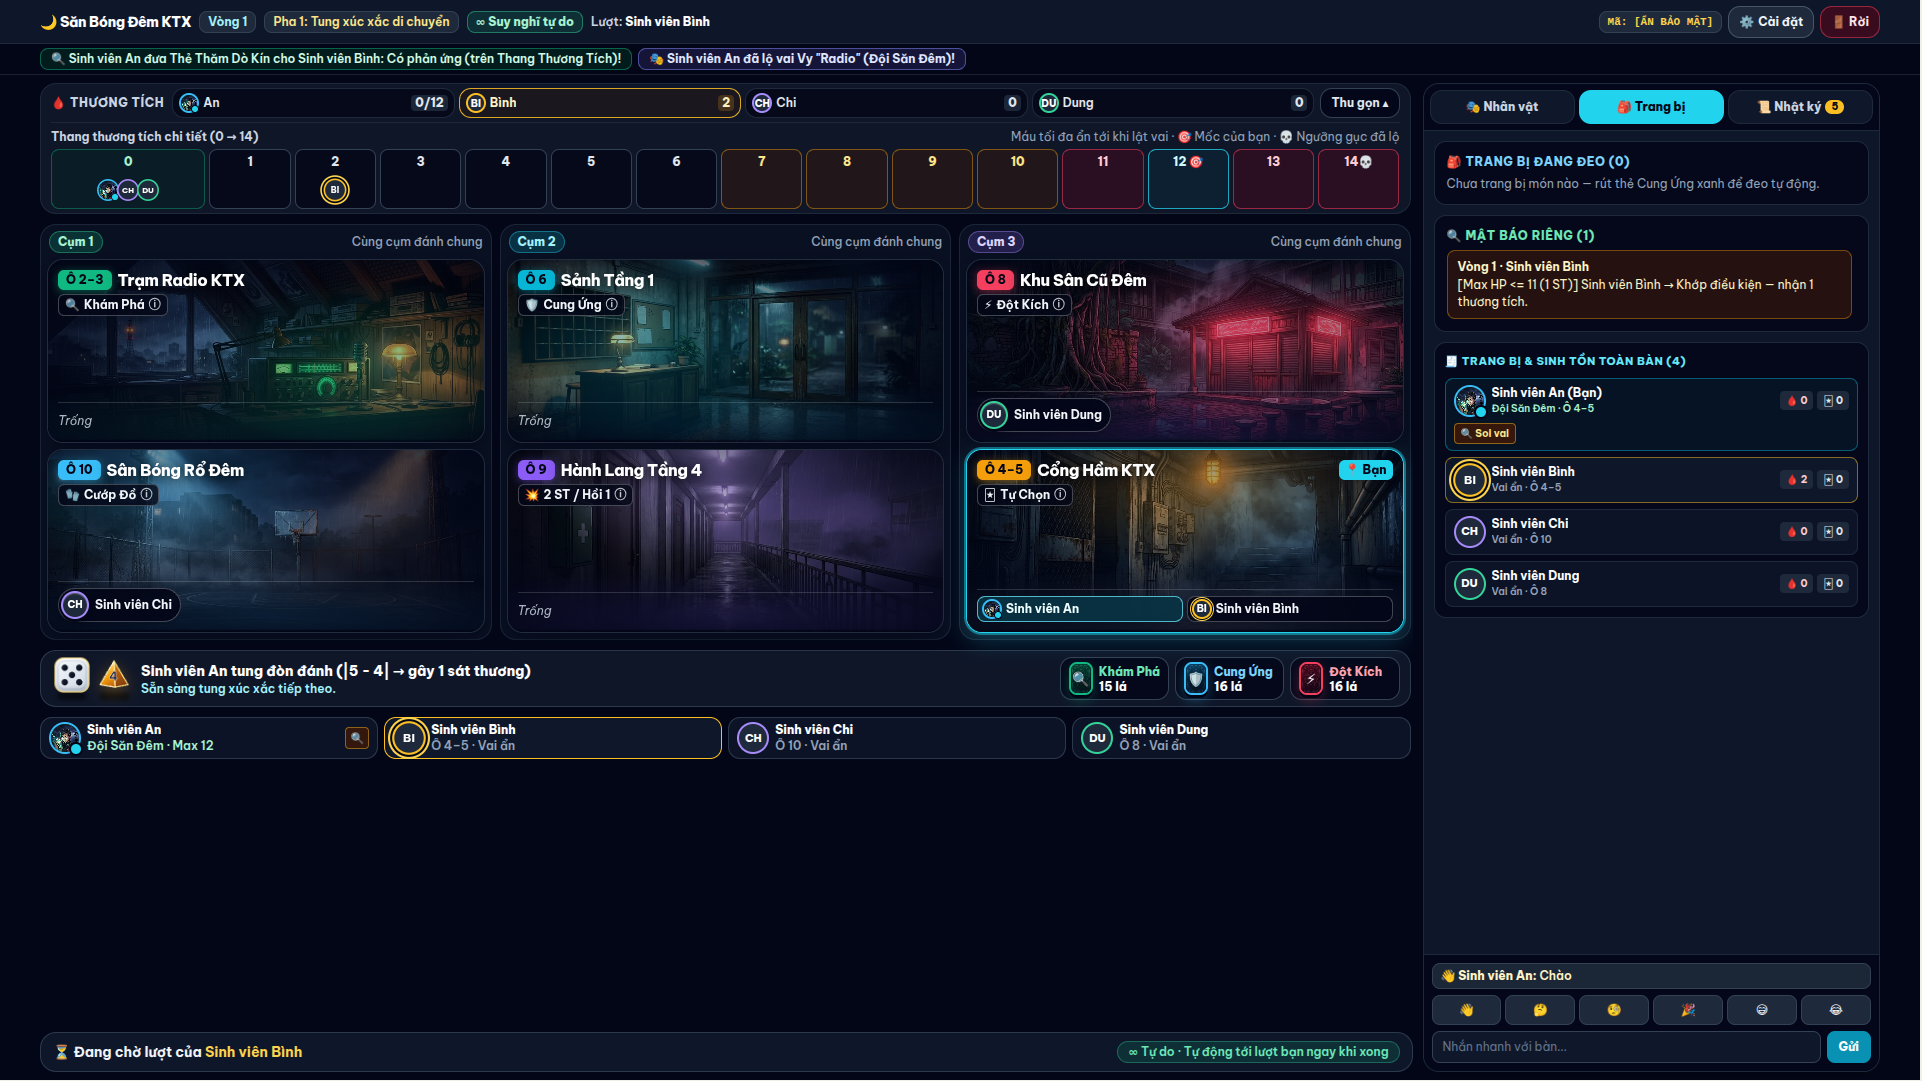 🌙 Săn Bóng Đêm KTX
Vòng 1
Pha 1: Tung xúc xắc di chuyển
∞ Suy nghĩ tự do
Lượt: Sinh viên Bình
Mã: [ẨN BẢO MẬT]
⚙️ Cài đặt
🚪 Rời
🔍 Sinh viên An đưa Thẻ Thăm Dò Kín cho Sinh viên Bình: Có phản ứng (trên Thang Thương Tích)!
🎭 Sinh viên An đã lộ vai Vy "Radio" (Đội Săn Đêm)!
🩸 THƯƠNG TÍCH
An 0/12
BI Bình 2
CH Chi 0
DU Dung 0
Thu gọn ▴
Thang thương tích chi tiết (0 → 14)
Máu tối đa ẩn tới khi lật vai · 🎯 Mốc của bạn · 💀 Ngưỡng gục đã lộ
0 1 2 3 4 5 6 7 8 9 10 11 12 🎯 13 14💀
CH DU BI
Cụm 1
Cùng cụm đánh chung
Ô 2-3 Trạm Radio KTX
🔍 Khám Phá ⓘ
Trống
Ô 10 Sân Bóng Rổ Đêm
🧤 Cướp Đồ ⓘ
CH Sinh viên Chi
Cụm 2
Cùng cụm đánh chung
Ô 6 Sảnh Tầng 1
🛡️ Cung Ứng ⓘ
Trống
Ô 9 Hành Lang Tầng 4
💥 2 ST / Hồi 1 ⓘ
Trống
Cụm 3
Cùng cụm đánh chung
Ô 8 Khu Sân Cũ Đêm
⚡ Đột Kích ⓘ
DU Sinh viên Dung
Ô 4-5 Cổng Hầm KTX
📍 Bạn
🃏 Tự Chọn ⓘ
Sinh viên An
BI Sinh viên Bình
4
Sinh viên An tung đòn đánh (|5 - 4| → gây 1 sát thương)
Sẵn sàng tung xúc xắc tiếp theo.
🔍 Khám Phá
15 lá
🛡️ Cung Ứng
16 lá
⚡ Đột Kích
16 lá
Sinh viên An
Đội Săn Đêm · Max 12
🔍
BI Sinh viên Bình
Ô 4-5 · Vai ẩn
CH Sinh viên Chi
Ô 10 · Vai ẩn
DU Sinh viên Dung
Ô 8 · Vai ẩn
⏳ Đang chờ lượt của Sinh viên Bình
∞ Tự do · Tự động tới lượt bạn ngay khi xong
🎭 Nhân vật
🎒 Trang bị
📜 Nhật ký 5
🎒 TRANG BỊ ĐANG ĐEO (0)
Chưa trang bị món nào — rút thẻ Cung Ứng xanh để đeo tự động.
🔍 MẬT BÁO RIÊNG (1)
Vòng 1 · Sinh viên Bình
[Max HP <= 11 (1 ST)] Sinh viên Bình → Khớp điều kiện — nhận 1
thương tích.
🧾 TRANG BỊ & SINH TỒN TOÀN BÀN (4)
Sinh viên An (Bạn)
Đội Săn Đêm · Ô 4-5
🩸 0 🃏 0
🔍 Soi vai
BI Sinh viên Bình
Vai ẩn · Ô 4-5
🩸 2 🃏 0
CH Sinh viên Chi
Vai ẩn · Ô 10
🩸 0 🃏 0
DU Sinh viên Dung
Vai ẩn · Ô 8
🩸 0 🃏 0
👋 Sinh viên An: Chào
👋 🤔 🧐 🎉 😅 😂
Nhắn nhanh với bàn...
Gửi